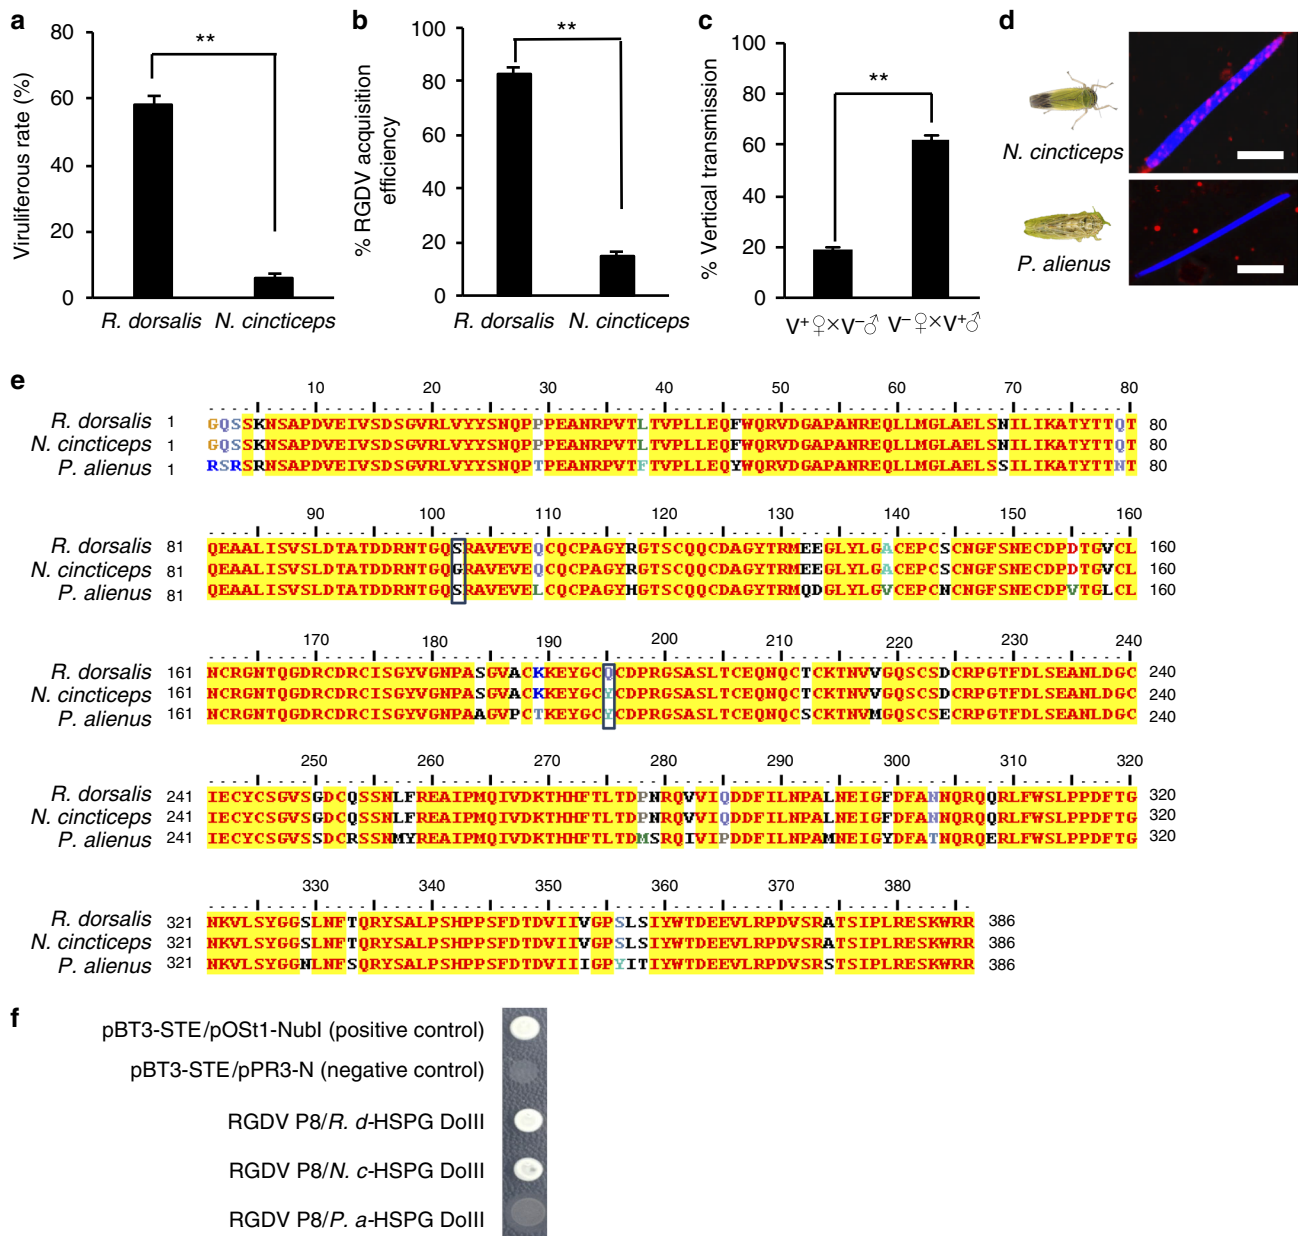 a
80
60
40
20
0
Viruliferous rate (%)
**
R. dorsalis N. cincticeps
b
100
80
60
40
20
0
% RGDV acquisition
efficiency
**
R. dorsalis N. cincticeps
c
100
80
60
40
20
0
% Vertical transmission
**
V⁺♀×V⁻♂ V⁻♀×V⁺♂
d
N. cincticeps
P. alienus
e
10 20 30 40 50 60 70 80
R. dorsalis 1 GQSSKNSAPDVEIVSDSGVRLVYYSNQPPPEANRPVTLTVPLLEQFWQRVDGAPANREQLLMGLAELSNILIKATYTTQT 80
N. cincticeps 1 GQSSKNSAPDVEIVSDSGVRLVYYSNQPPPEANRPVTLTVPLLEQFWQRVDGAPANREQLLMGLAELSNILIKATYTTQT 80
P. alienus 1 RSRSRNSAPDVEIVSDSGVRLVYYSNQPTPEANRPVTFTVPLLEQYWQRVDGAPANREQLLMGLAELSSILIKATYTTNT 80
90 100 110 120 130 140 150 160
R. dorsalis 81 QEAALISVSLDTATDDRNTGQSRAVEVEQCQCPAGYRGTSCQQCDAGYTRMEEGLYLGACEPCSCNGFSNECDPDTGVCL 160
N. cincticeps 81 QEAALISVSLDTATDDRNTGQGRAVEVEQCQCPAGYRGTSCQQCDAGYTRMEEGLYLGACEPCSCNGFSNECDPDTGVCL 160
P. alienus 81 QEAALISVSLDTATDDRNTGQSRAVEVELCQCPAGYHGTSCQQCDAGYTRMQDGLYLGVCEPCNCNGFSNECDPVTGLCL 160
170 180 190 200 210 220 230 240
R. dorsalis 161 NCRGNTQGDRCDRCISGYVGNPASGVACKKEYGCQCDPRGSASLTCEQNQCTCKTNVVGQSCSDCRPGTFDLSEANLDGC 240
N. cincticeps 161 NCRGNTQGDRCDRCISGYVGNPASGVACKKEYGCYCDPRGSASLTCEQNQCTCKTNVVGQSCSDCRPGTFDLSEANLDGC 240
P. alienus 161 NCRGNTQGDRCDRCISGYVGNPAAGVPCTKEYGCYCDPRGSASLTCEQNQCSCKTNVMGQSCSECRPGTFDLSEANLDGC 240
250 260 270 280 290 300 310 320
R. dorsalis 241 IECYCSGVSGDCQSSNLFREAIPMQIVDKTHHFTLTDPNRQVVIQDDFILNPALNEIGFDFANNQRQQRLFWSLPPDFTG 320
N. cincticeps 241 IECYCSGVSGDCQSSNLFREAIPMQIVDKTHHFTLTDPNRQVVIQDDFILNPALNEIGFDFANNQRQQRLFWSLPPDFTG 320
P. alienus 241 IECYCSGVSSDCRSSNMYREAIPMQIVDKTHHFTLTDMSRQIVIPDDFILNPAMNEIGYDFATNQRQERLFWSLPPDFTG 320
330 340 350 360 370 380
R. dorsalis 321 NKVLSYGGSLNFTQRYSALPSHPPSFDTDVIIVGPSLSIYWTDEEVLRPDVSRATSIPLRESKWRR 386
N. cincticeps 321 NKVLSYGGSLNFTQRYSALPSHPPSFDTDVIIVGPSLSIYWTDEEVLRPDVSRATSIPLRESKWRR 386
P. alienus 321 NKVLSYGGNLNFSQRYSALPSHPPSFDTDVIIIGPYITIYWTDEEVLRPDVSRSTSIPLRESKWRR 386
f
pBT3-STE/pOSt1-NubI (positive control)
pBT3-STE/pPR3-N (negative control)
RGDV P8/R. d-HSPG DoIII
RGDV P8/N. c-HSPG DoIII
RGDV P8/P. a-HSPG DoIII